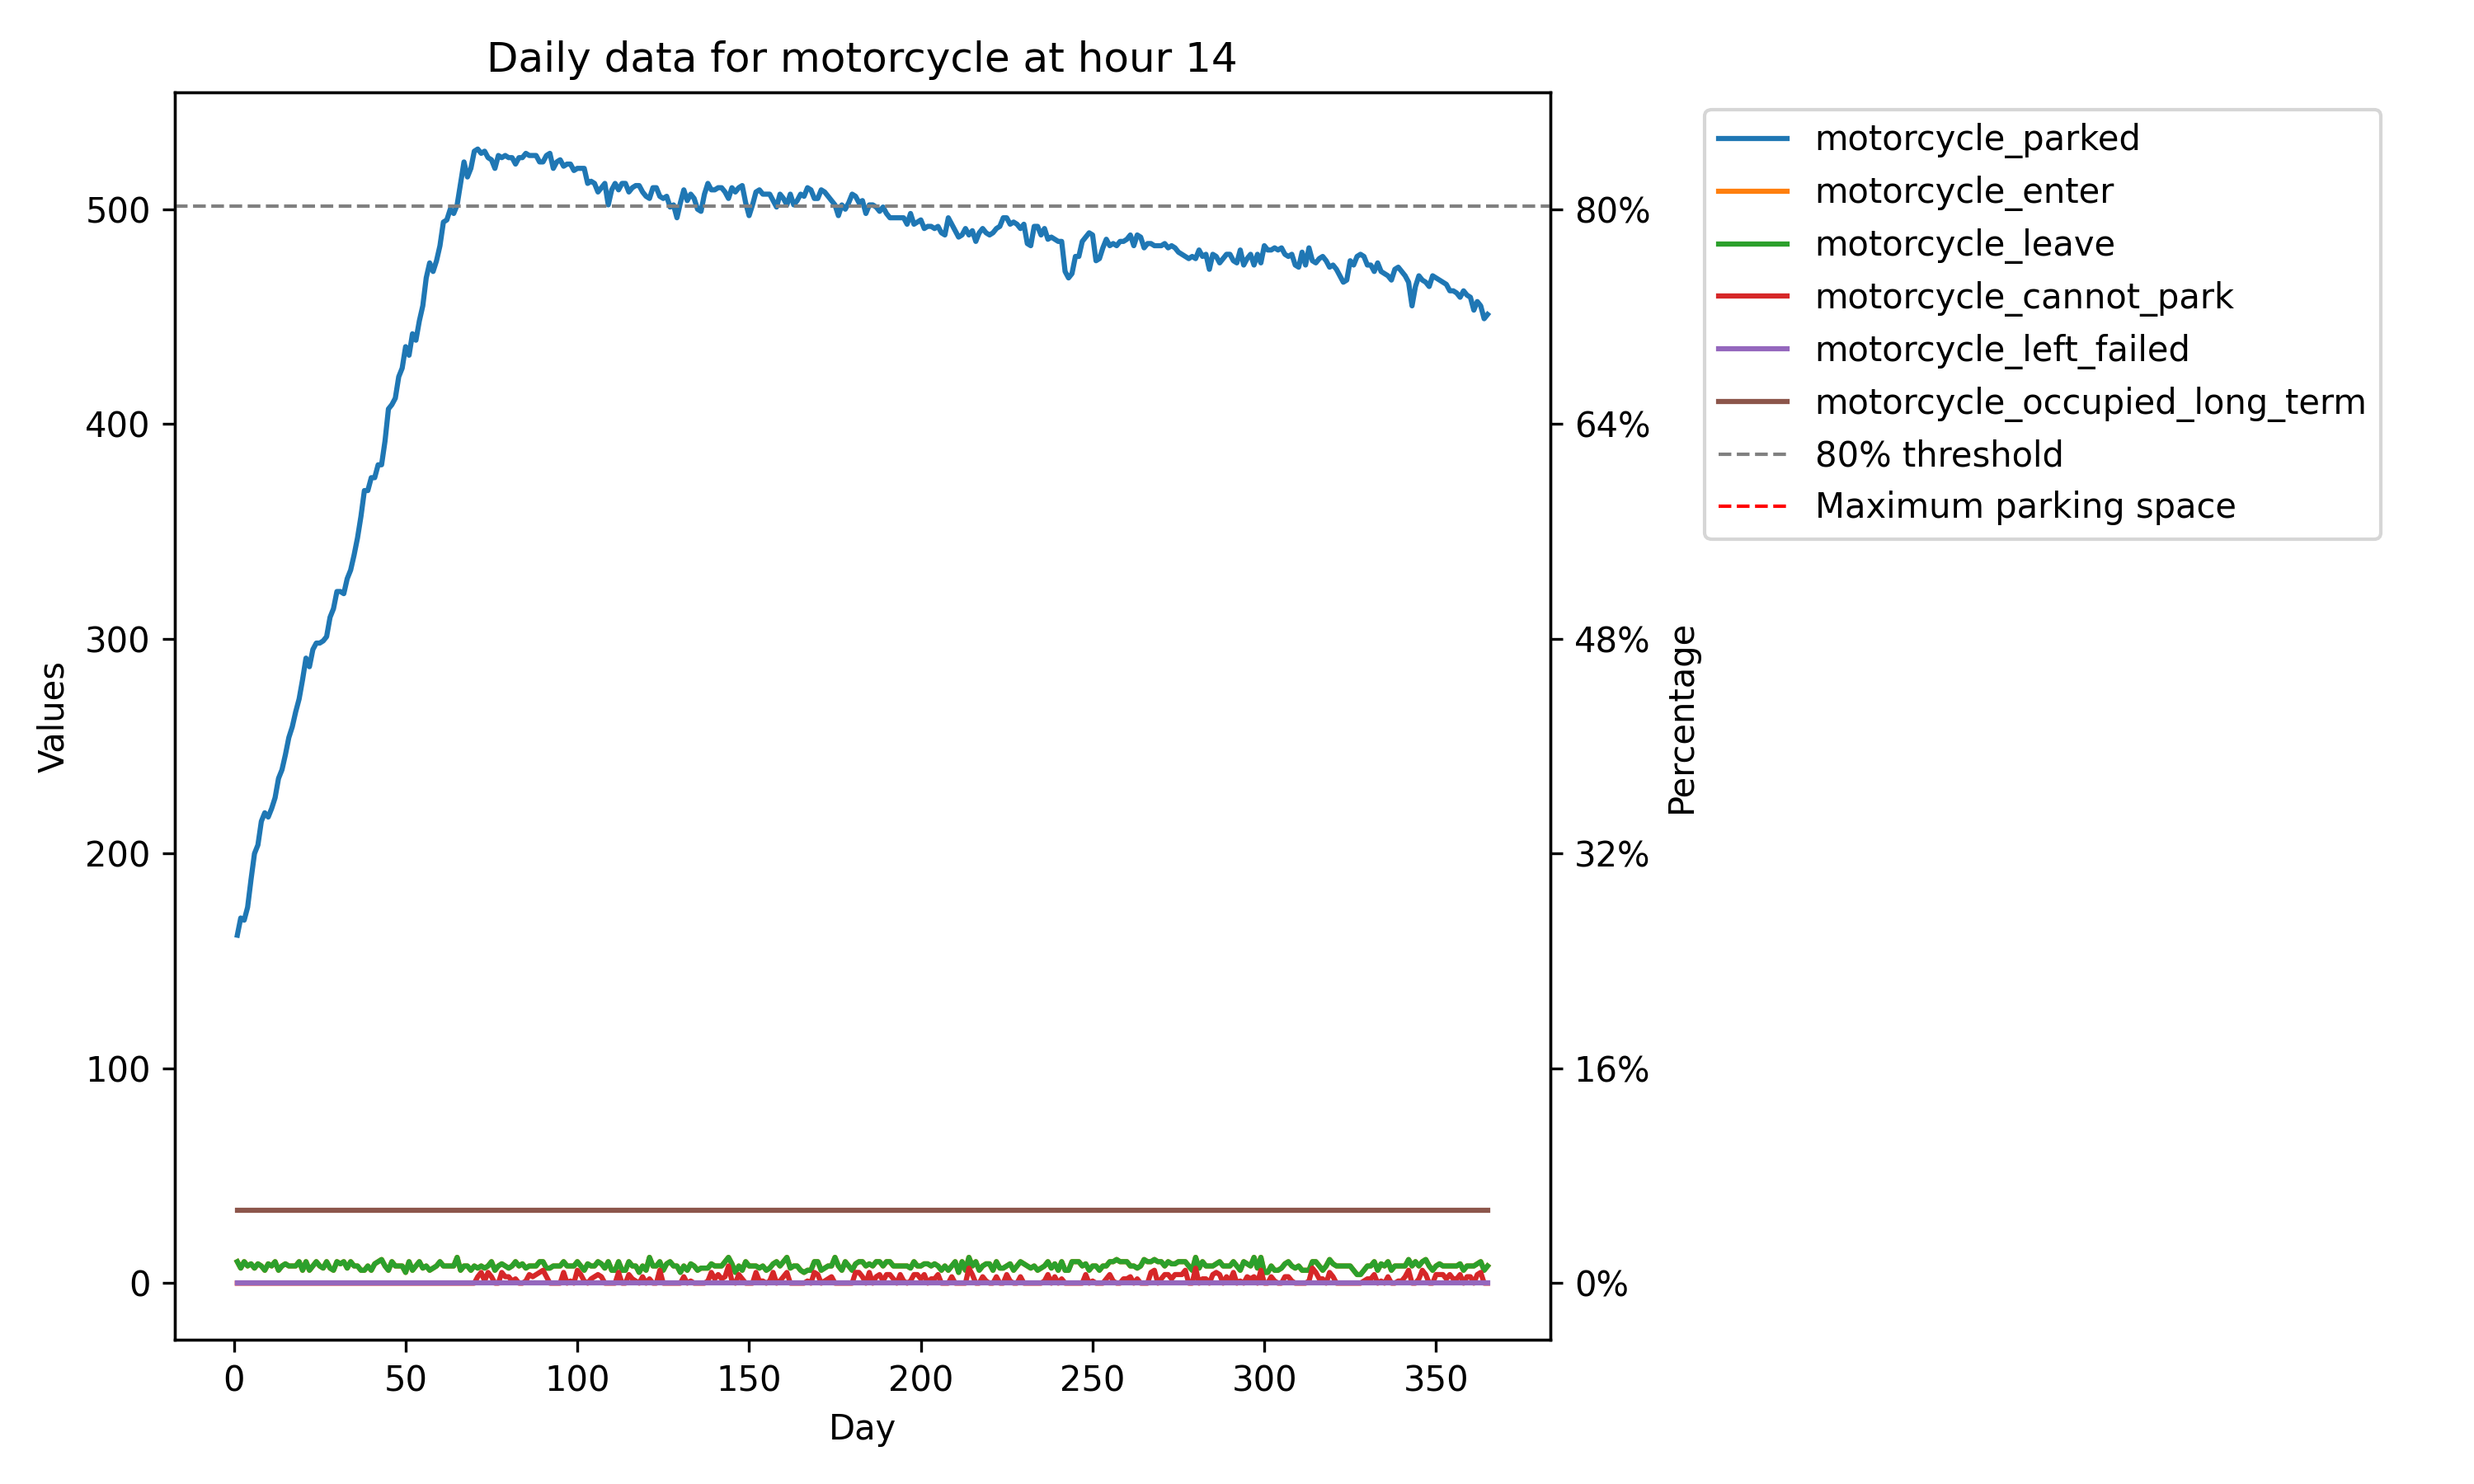 Daily data for motorcycle at hour 14
Values
500
400
300
200
100
0
0 50 100 150 200 250 300 350
Day
80%
64%
48%
32%
16%
0%
Percentage
motorcycle_parked
motorcycle_enter
motorcycle_leave
motorcycle_cannot_park
motorcycle_left_failed
motorcycle_occupied_long_term
80% threshold
Maximum parking space